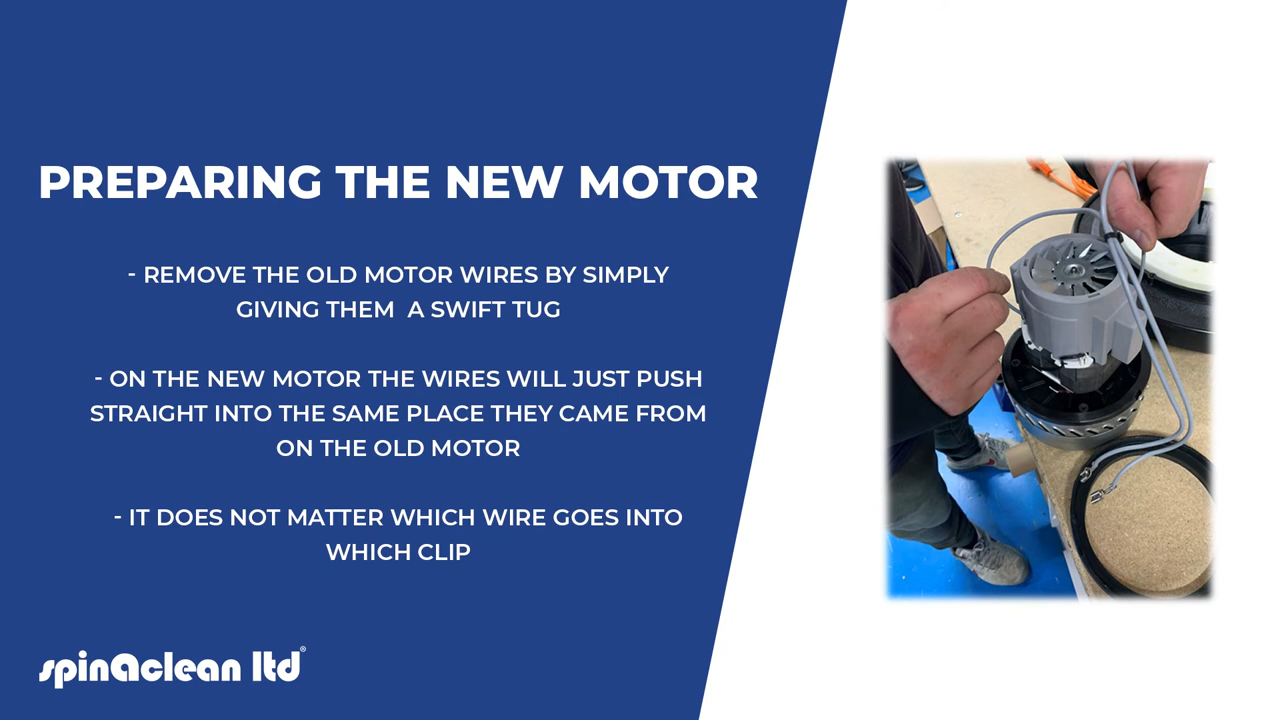 PREPARING THE NEW MOTOR
- REMOVE THE OLD MOTOR WIRES BY SIMPLY
GIVING THEM  A SWIFT TUG
- ON THE NEW MOTOR THE WIRES WILL JUST PUSH
STRAIGHT INTO THE SAME PLACE THEY CAME FROM
ON THE OLD MOTOR
- IT DOES NOT MATTER WHICH WIRE GOES INTO
WHICH CLIP
spinaclean ltd®